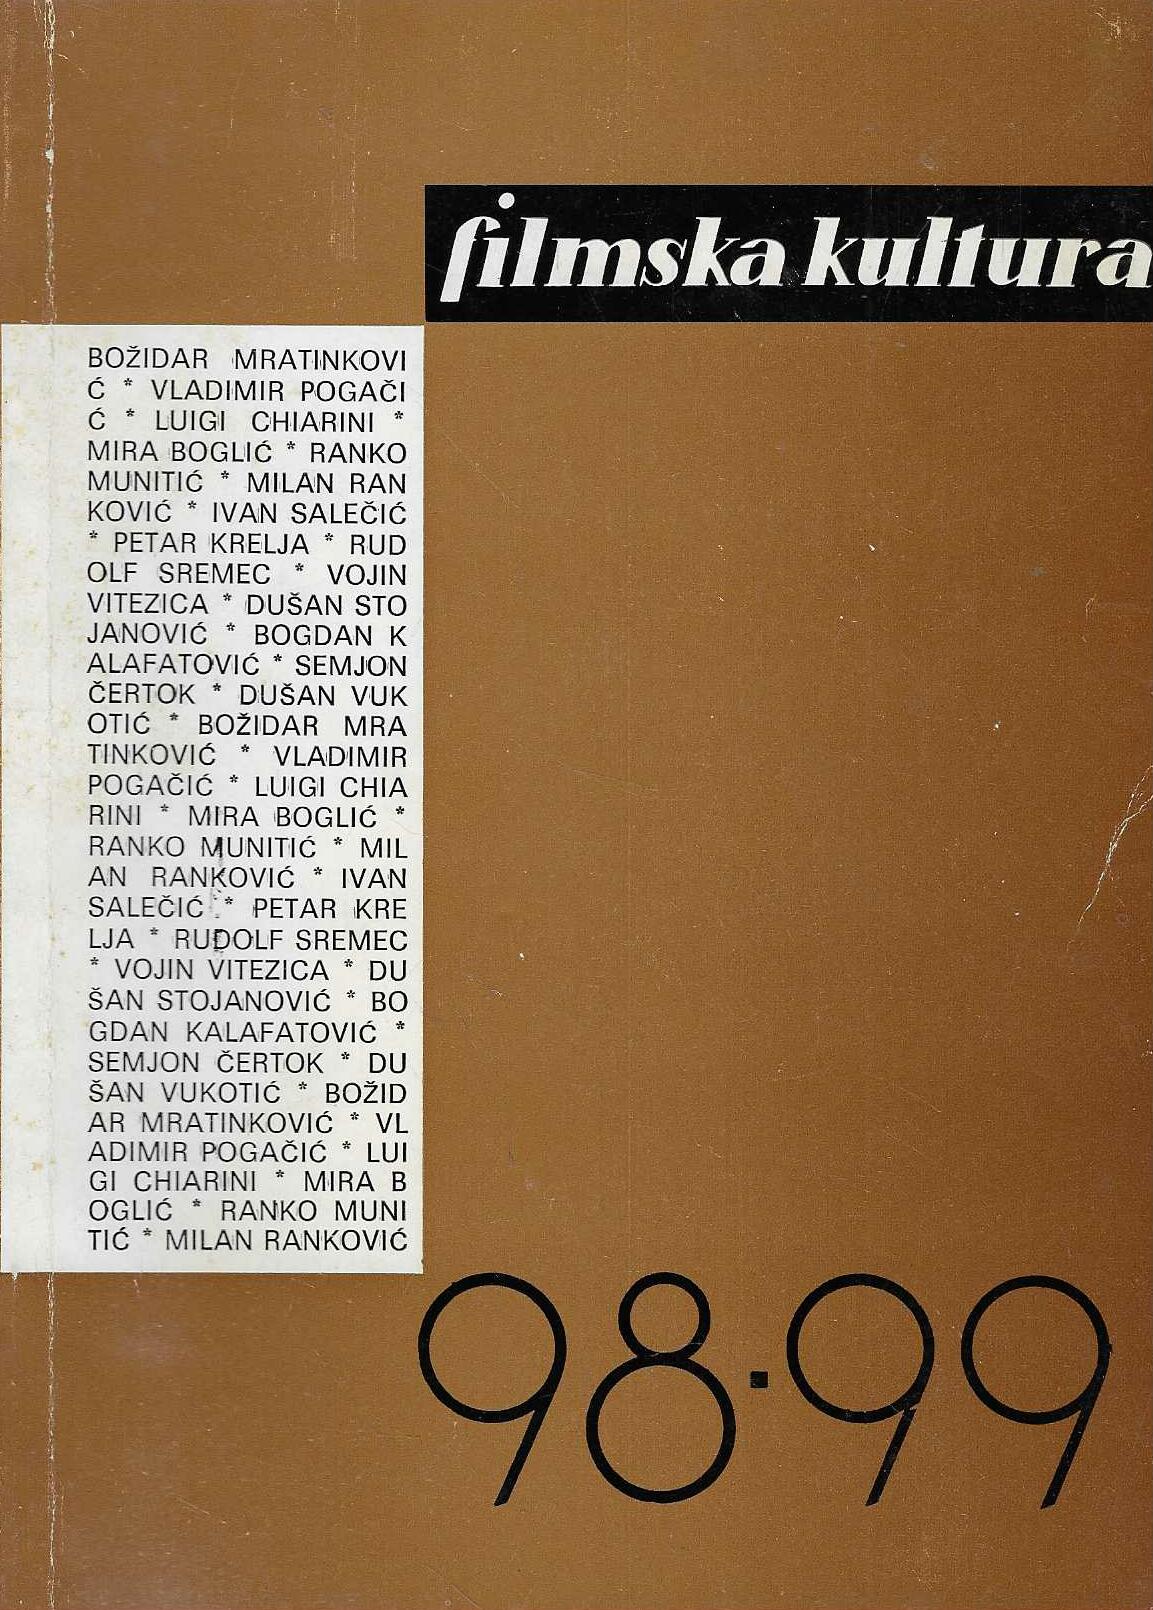 filmska kultura
BOŽIDAR MRATINKOVI
Ć * VLADIMIR POGAČI
Ć * LUIGI CHIARINI *
MIRA BOGLIĆ * RANKO
MUNITIĆ * MILAN RAN
KOVIĆ * IVAN SALEČIĆ
* PETAR KRELJA * RUD
OLF SREMEC * VOJIN
VITEZICA * DUŠAN STO
JANOVIĆ * BOGDAN K
ALAFATOVIĆ * SEMJON
ČERTOK * DUŠAN VUK
OTIĆ * BOŽIDAR MRA
TINKOVIĆ * VLADIMIR
POGAČIĆ * LUIGI CHIA
RINI * MIRA BOGLIĆ *
RANKO MUNITIĆ * MIL
AN RANKOVIĆ * IVAN
SALEČIĆ * PETAR KRE
LJA * RUDOLF SREMEC
* VOJIN VITEZICA * DU
ŠAN STOJANOVIĆ * BO
GDAN KALAFATOVIĆ *
SEMJON ČERTOK * DU
ŠAN VUKOTIĆ * BOŽID
AR MRATINKOVIĆ * VL
ADIMIR POGAČIĆ * LUI
GI CHIARINI * MIRA B
OGLIĆ * RANKO MUNI
TIĆ * MILAN RANKOVIĆ
98·99